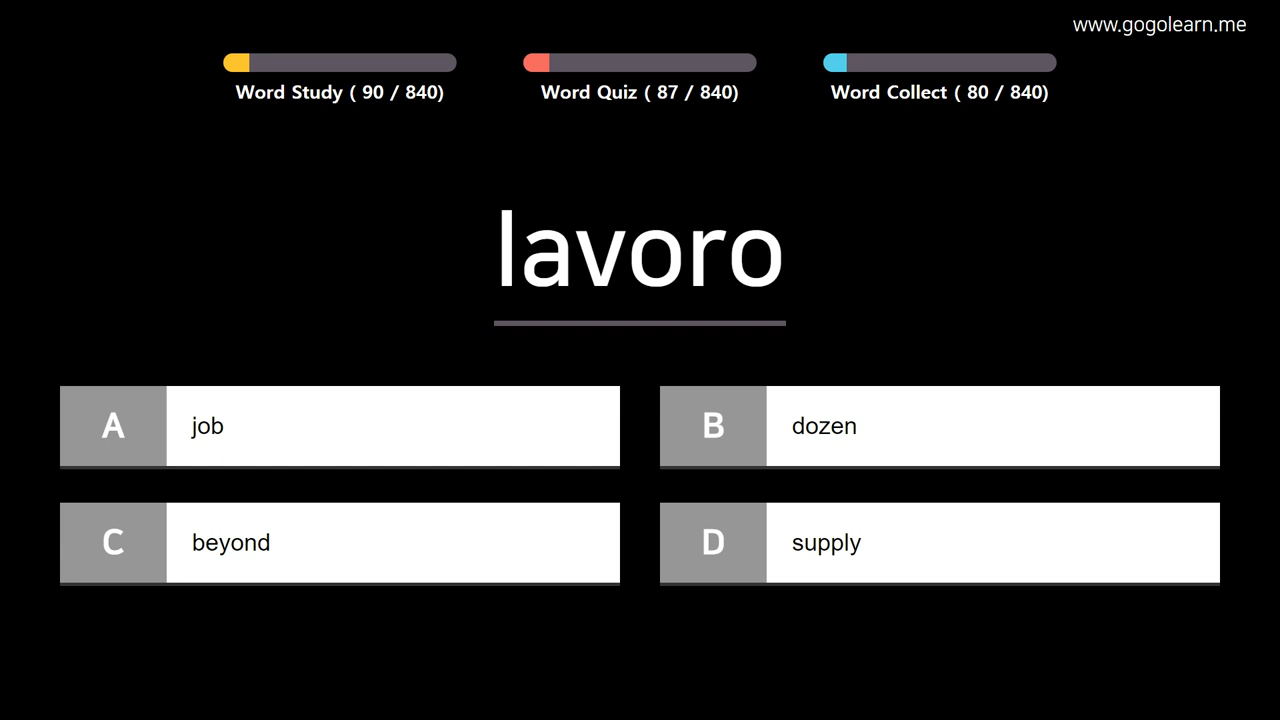 www.gogolearn.me
Word Study ( 90 / 840)
Word Quiz ( 87 / 840)
Word Collect ( 80 / 840)
lavoro
A job
B dozen
C beyond
D supply